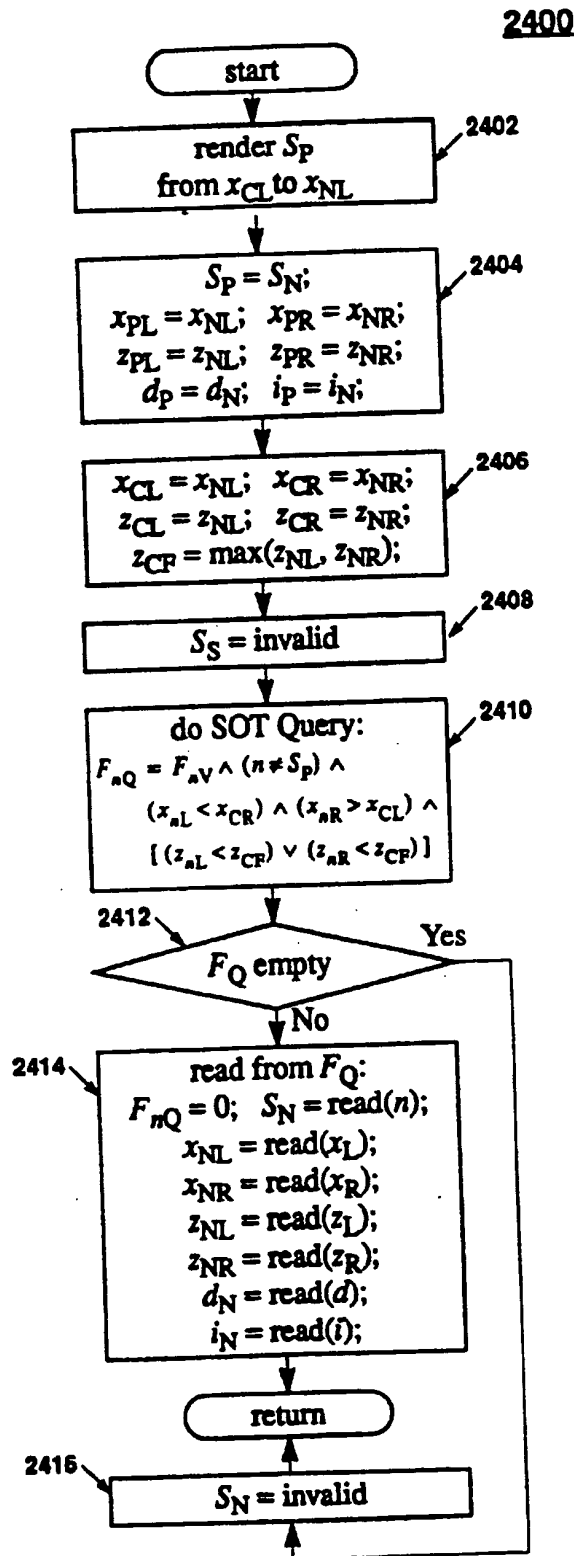 2400
start
2402
render S_P
from x_CL to x_NL
2404
S_P = S_N;
x_PL = x_NL; x_PR = x_NR;
z_PL = z_NL; z_PR = z_NR;
d_P = d_N; i_P = i_N;
2406
x_CL = x_NL; x_CR = x_NR;
z_CL = z_NL; z_CR = z_NR;
z_CF = max(z_NL, z_NR);
2408
S_S = invalid
2410
do SOT Query:
F_nQ = F_nV ∧ (n ≠ S_P) ∧
(x_nL < x_CR) ∧ (x_nR > x_CL) ∧
[(z_nL < z_CF) ∨ (z_nR < z_CF)]
2412
Yes
F_Q empty
No
2414
read from F_Q:
F_nQ = 0; S_N = read(n);
x_NL = read(x_L);
x_NR = read(x_R);
z_NL = read(z_L);
z_NR = read(z_R);
d_N = read(d);
i_N = read(i);
return
2415
S_N = invalid